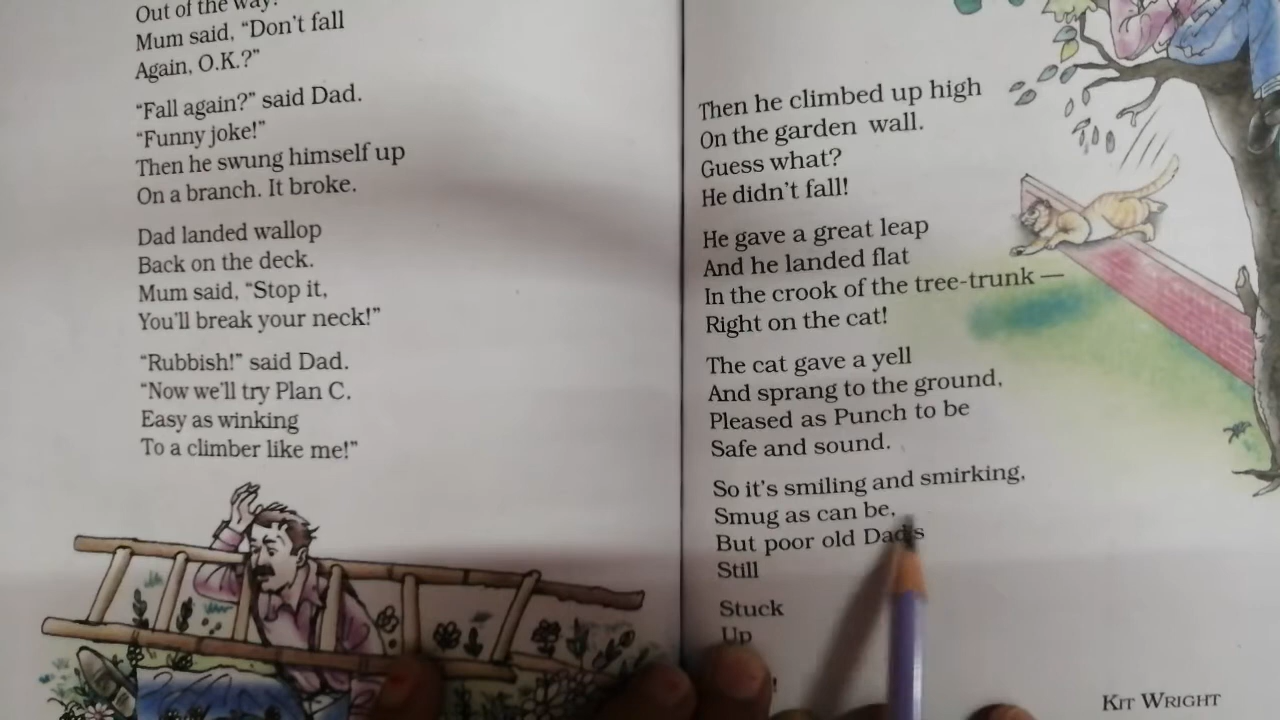 Out of the way!
Mum said, “Don't fall
Again, O.K.?”
“Fall again?” said Dad.
“Funny joke!”
Then he swung himself up
On a branch. It broke.
Dad landed wallop
Back on the deck.
Mum said, “Stop it,
You'll break your neck!”
“Rubbish!” said Dad.
“Now we'll try Plan C.
Easy as winking
To a climber like me!”
Then he climbed up high
On the garden wall.
Guess what?
He didn't fall!
He gave a great leap
And he landed flat
In the crook of the tree-trunk —
Right on the cat!
The cat gave a yell
And sprang to the ground,
Pleased as Punch to be
Safe and sound.
So it's smiling and smirking,
Smug as can be,
But poor old Dad's
Still
Stuck
Up
!
KIT WRIGHT